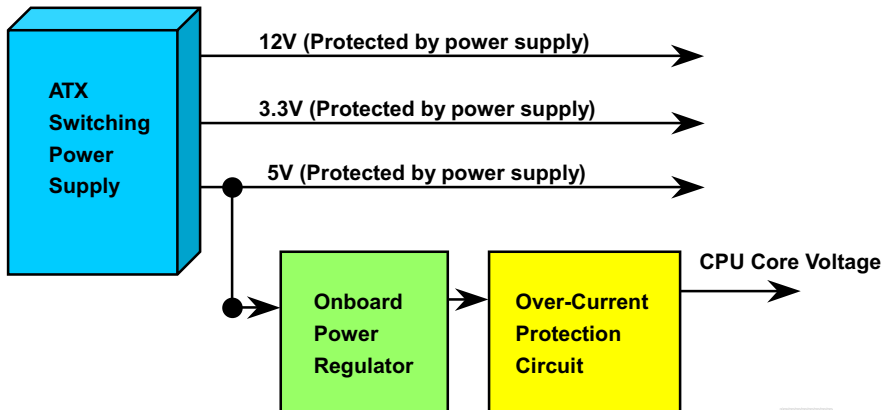 12V (Protected by power supply)
ATX
Switching
Power
Supply
3.3V (Protected by power supply)
5V (Protected by power supply)
CPU Core Voltage
Onboard
Power
Regulator
Over-Current
Protection
Circuit